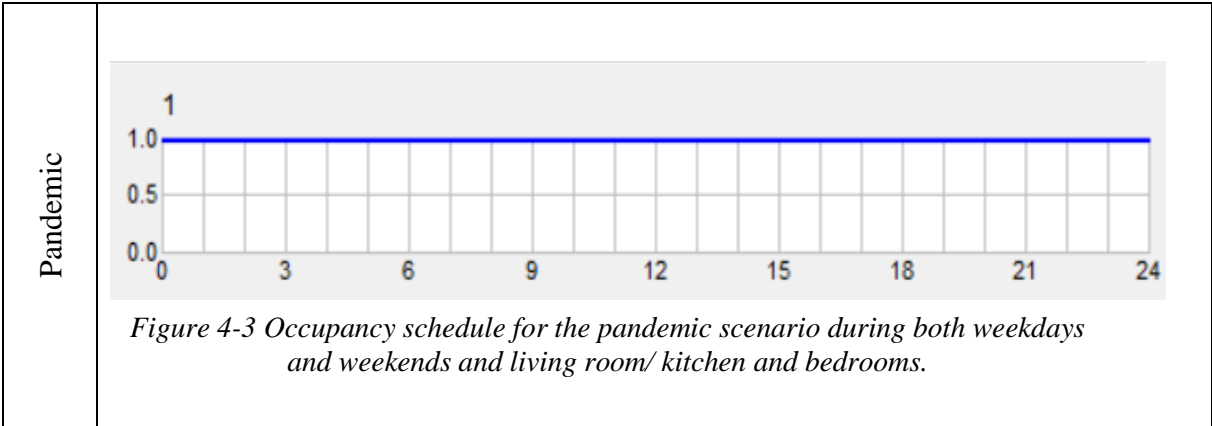 Pandemic
1
1.0
0.5
0.0
0 3 6 9 12 15 18 21 24
Figure 4-3 Occupancy schedule for the pandemic scenario during both weekdays
and weekends and living room/ kitchen and bedrooms.